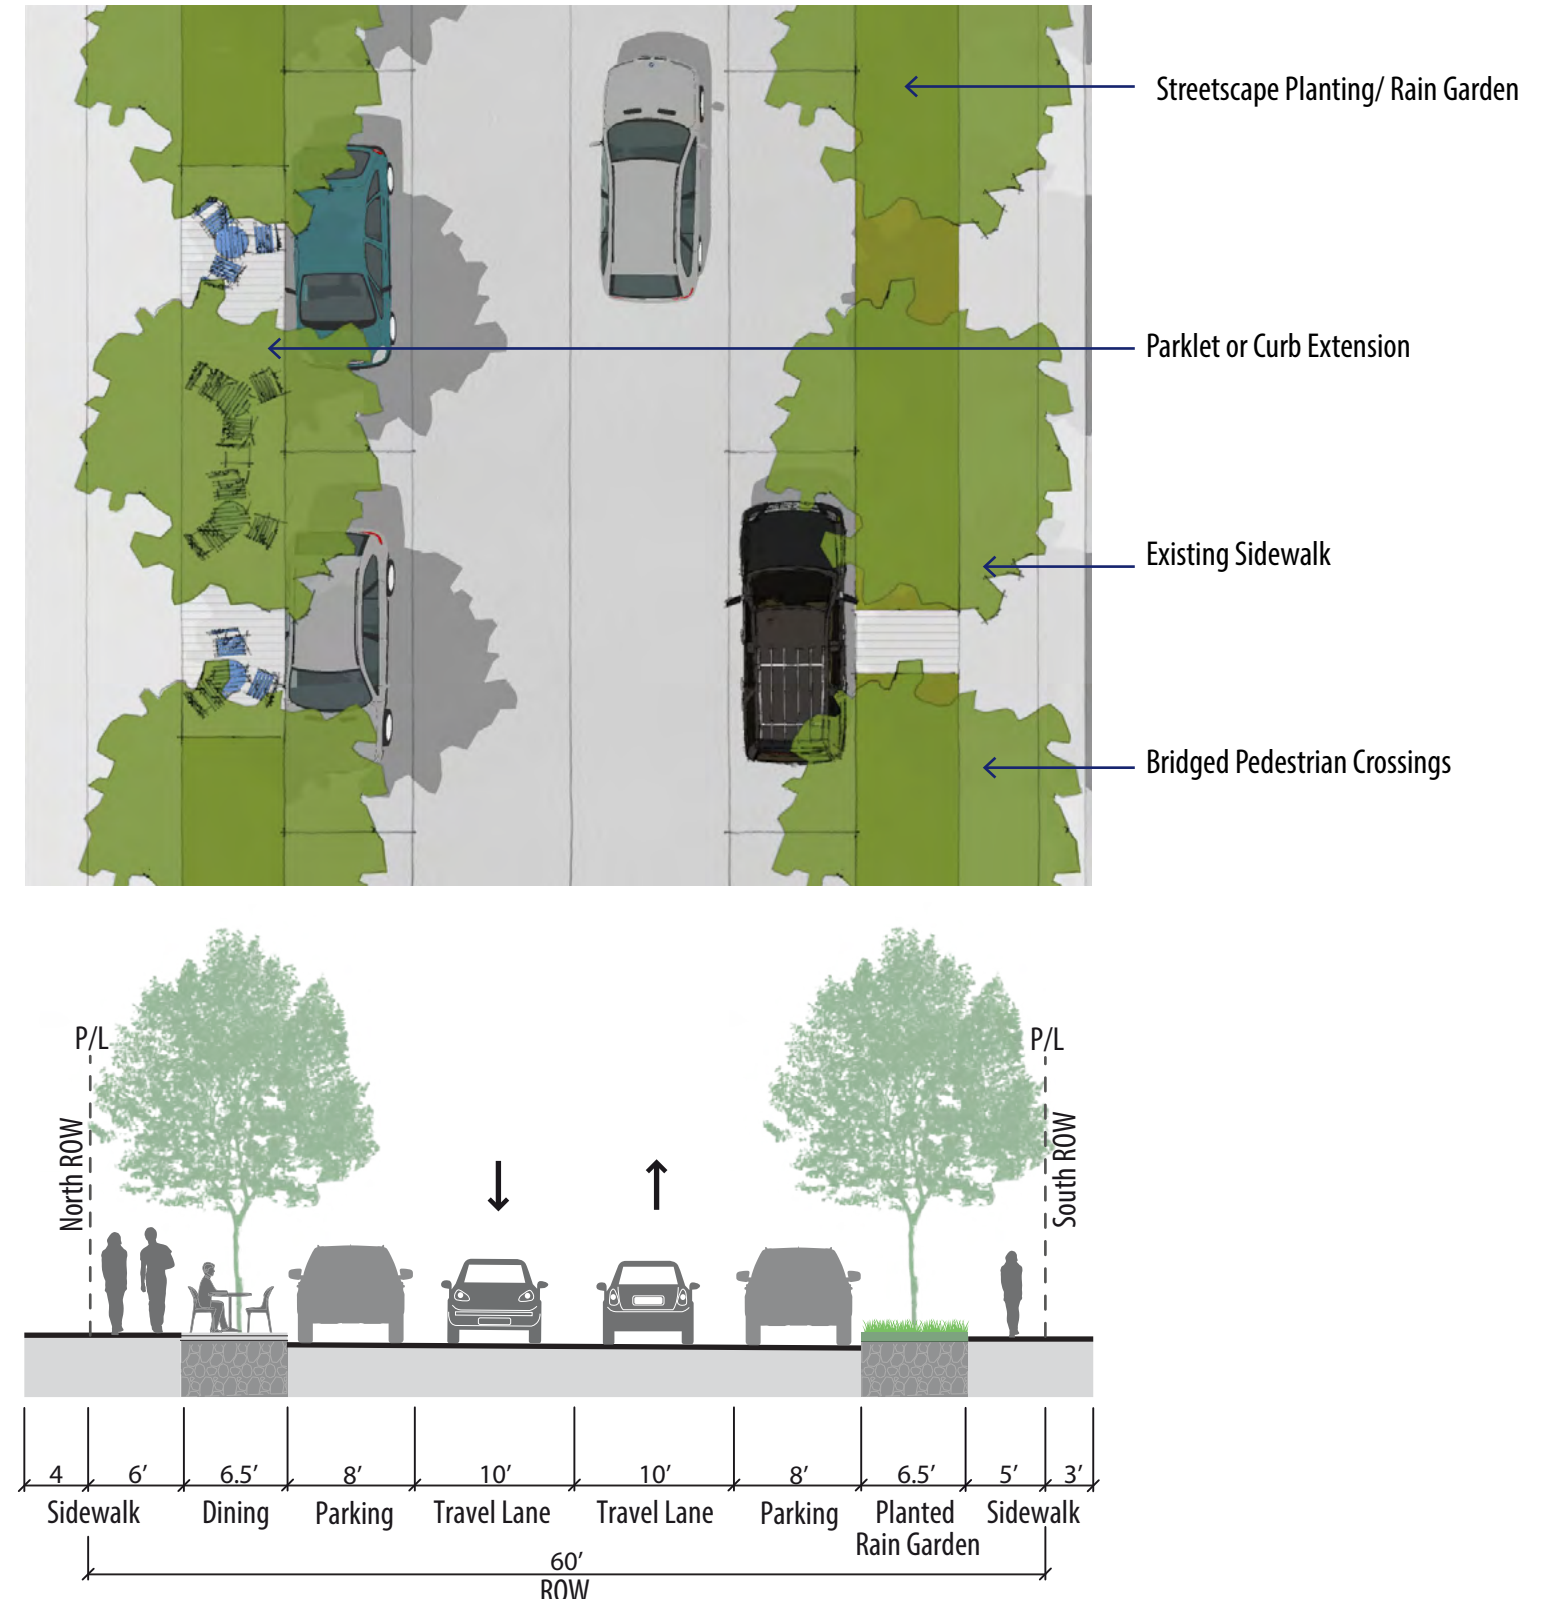 Streetscape Planting/ Rain Garden
Parklet or Curb Extension
Existing Sidewalk
Bridged Pedestrian Crossings
P/L
P/L
North ROW
South ROW
4 6’ 6.5’ 8’ 10’ 10’ 8’ 6.5’ 5’ 3’
Sidewalk Dining Parking Travel Lane Travel Lane Parking Planted Sidewalk
Rain Garden
60’
ROW